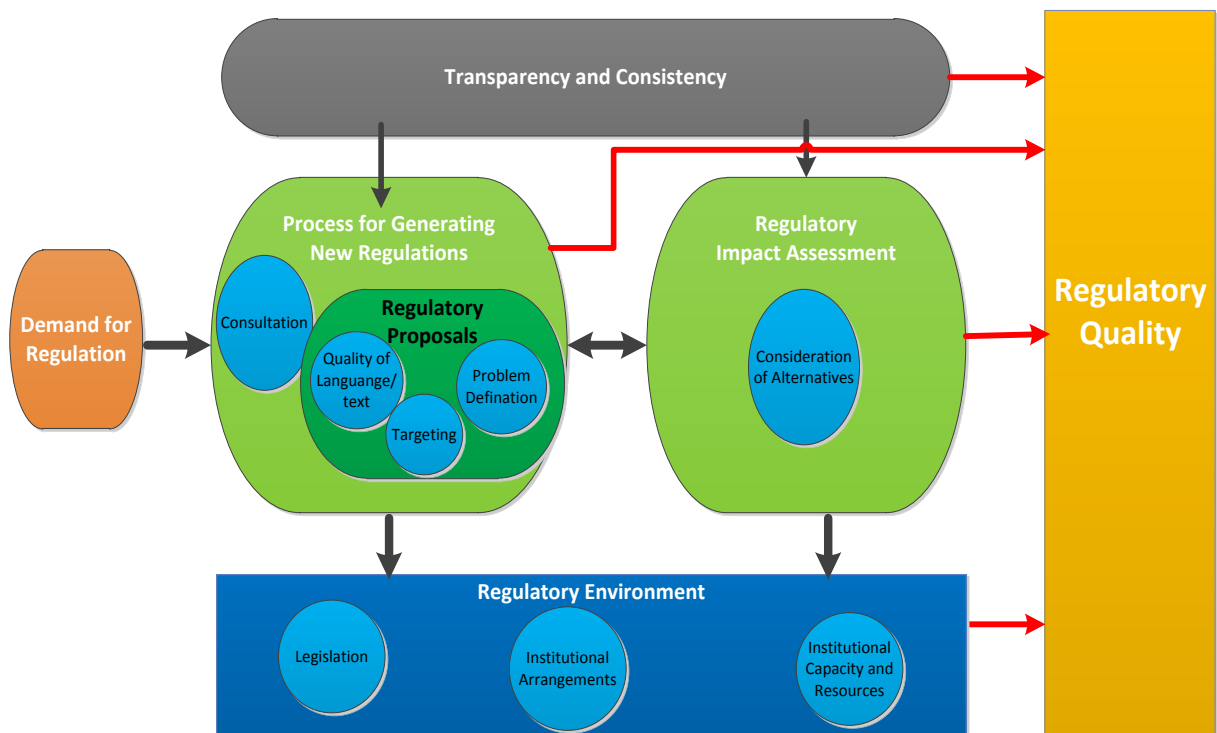 Transparency and Consistency
Process for Generating
New Regulations
Regulatory
Impact Assessment
Demand for
Regulation
Consultation
Regulatory
Proposals
Quality of
Languange/
text
Problem
Defination
Targeting
Consideration
of Alternatives
Regulatory
Quality
Regulatory Environment
Legislation
Institutional
Arrangements
Institutional
Capacity and
Resources